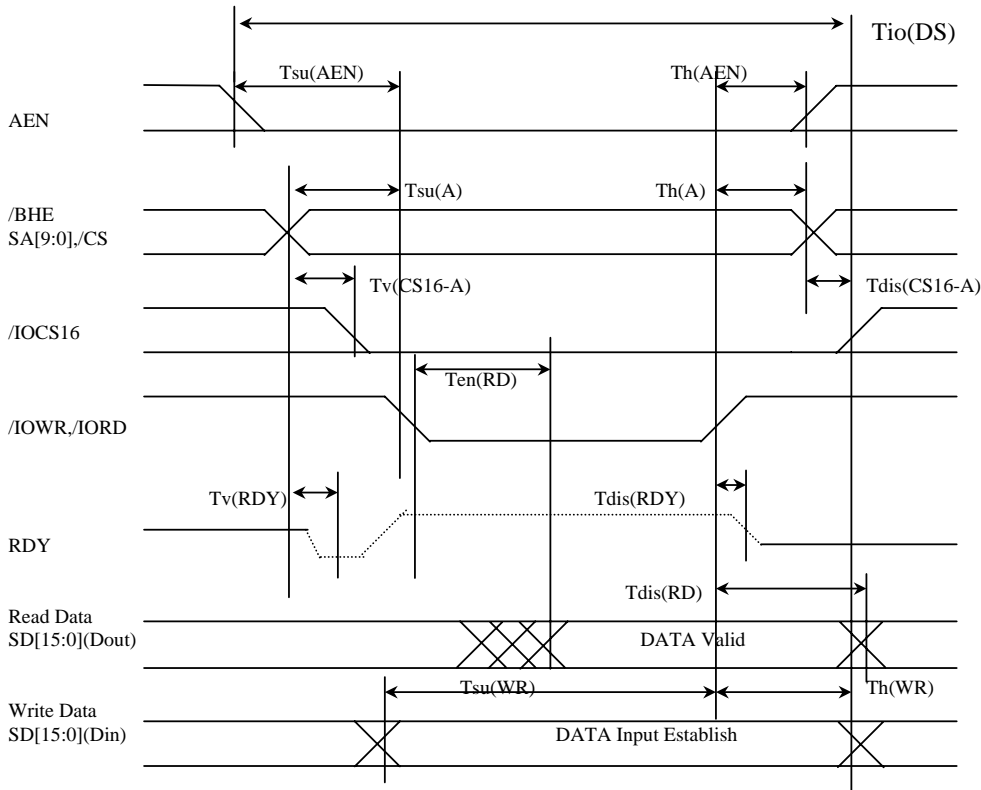 Tio(DS)
Tsu(AEN)
Th(AEN)
AEN
Tsu(A)
Th(A)
/BHE
SA[9:0],/CS
Tv(CS16-A)
Tdis(CS16-A)
/IOCS16
Ten(RD)
/IOWR,/IORD
Tv(RDY)
Tdis(RDY)
RDY
Tdis(RD)
Read Data
SD[15:0](Dout)
DATA Valid
Tsu(WR)
Th(WR)
Write Data
SD[15:0](Din)
DATA Input Establish